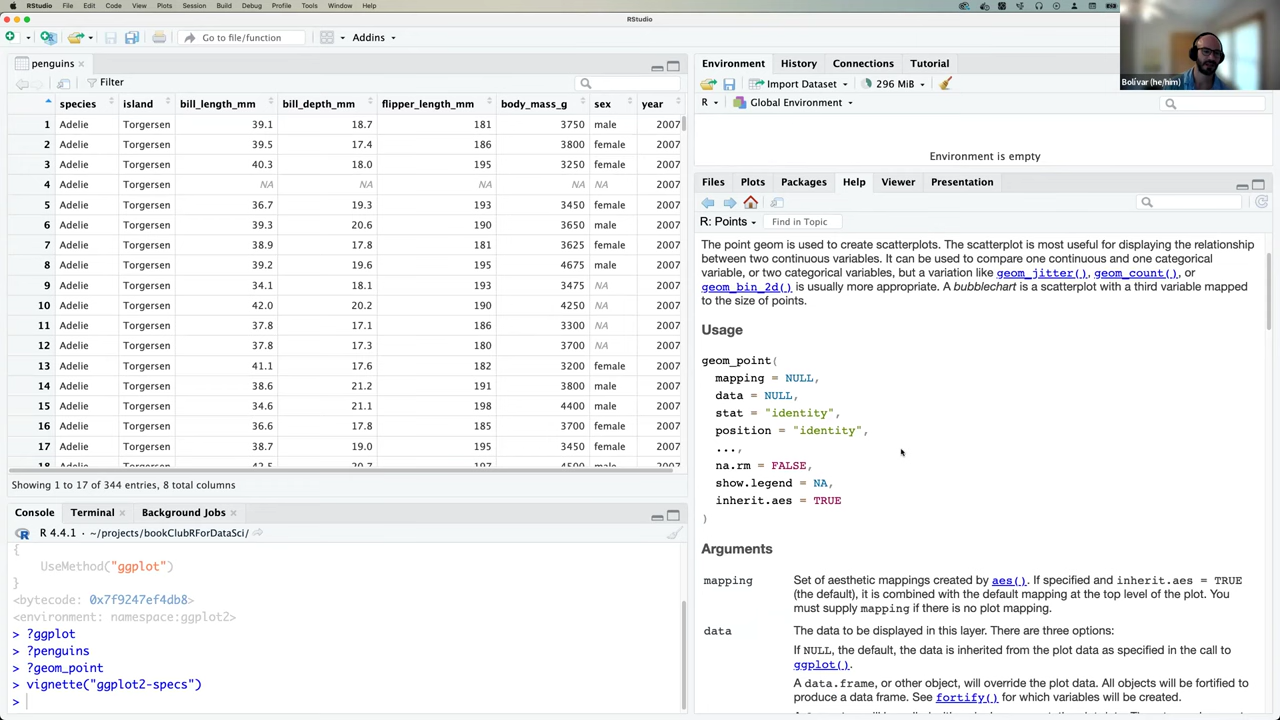 RStudio File Edit Code View Plots Session Build Debug Profile Tools Window Help
RStudio
Go to file/function Addins
penguins
Filter
species island bill_length_mm bill_depth_mm flipper_length_mm body_mass_g sex year
1 Adelie Torgersen 39.1 18.7 181 3750 male 2007
2 Adelie Torgersen 39.5 17.4 186 3800 female 2007
3 Adelie Torgersen 40.3 18.0 195 3250 female 2007
4 Adelie Torgersen NA NA NA NA NA 2007
5 Adelie Torgersen 36.7 19.3 193 3450 female 2007
6 Adelie Torgersen 39.3 20.6 190 3650 male 2007
7 Adelie Torgersen 38.9 17.8 181 3625 female 2007
8 Adelie Torgersen 39.2 19.6 195 4675 male 2007
9 Adelie Torgersen 34.1 18.1 193 3475 NA 2007
10 Adelie Torgersen 42.0 20.2 190 4250 NA 2007
11 Adelie Torgersen 37.8 17.1 186 3300 NA 2007
12 Adelie Torgersen 37.8 17.3 180 3700 NA 2007
13 Adelie Torgersen 41.1 17.6 182 3200 female 2007
14 Adelie Torgersen 38.6 21.2 191 3800 male 2007
15 Adelie Torgersen 34.6 21.1 198 4400 male 2007
16 Adelie Torgersen 36.6 17.8 185 3700 female 2007
17 Adelie Torgersen 38.7 19.0 195 3450 female 2007
18 Adelie Torgersen 42.5 20.7 197 4500 male 2007
Showing 1 to 17 of 344 entries, 8 total columns
Console Terminal Background Jobs
R 4.4.1 · ~/projects/bookClubRForDataSci/
{
UseMethod("ggplot")
}
<bytecode: 0x7f9247ef4db8>
<environment: namespace:ggplot2>
> ?ggplot
> ?penguins
> ?geom_point
> vignette("ggplot2-specs")
>
Environment History Connections Tutorial
Import Dataset 296 MiB
R Global Environment
Environment is empty
Files Plots Packages Help Viewer Presentation
R: Points Find in Topic
The point geom is used to create scatterplots. The scatterplot is most useful for displaying the relationship
between two continuous variables. It can be used to compare one continuous and one categorical
variable, or two categorical variables, but a variation like geom_jitter(), geom_count(), or
geom_bin_2d() is usually more appropriate. A bubblechart is a scatterplot with a third variable mapped
to the size of points.
Usage
geom_point(
mapping = NULL,
data = NULL,
stat = "identity",
position = "identity",
...,
na.rm = FALSE,
show.legend = NA,
inherit.aes = TRUE
)
Arguments
mapping Set of aesthetic mappings created by aes(). If specified and inherit.aes = TRUE
(the default), it is combined with the default mapping at the top level of the plot. You
must supply mapping if there is no plot mapping.
data The data to be displayed in this layer. There are three options:
If NULL, the default, the data is inherited from the plot data as specified in the call to
ggplot().
A data.frame, or other object, will override the plot data. All objects will be fortified to
produce a data frame. See fortify() for which variables will be created.
Bolívar (he/him)